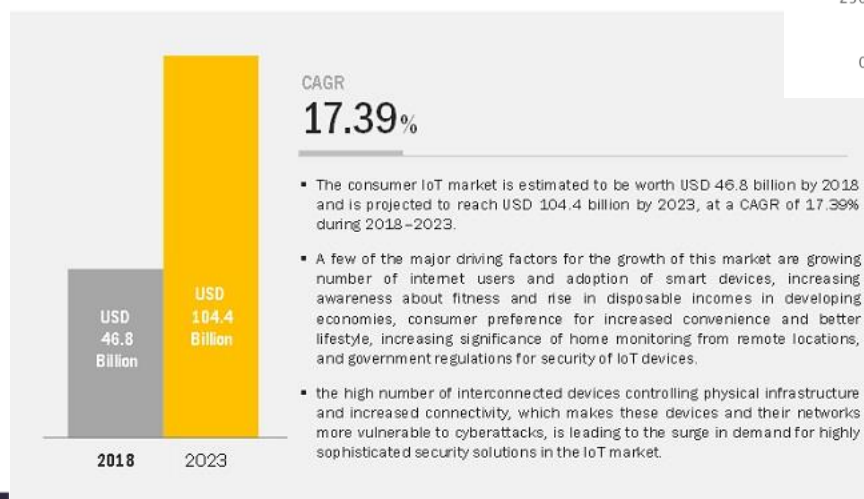 CAGR
17.39%
▪ The consumer IoT market is estimated to be worth USD 46.8 billion by 2018
and is projected to reach USD 104.4 billion by 2023, at a CAGR of 17.39%
during 2018–2023.
▪ A few of the major driving factors for the growth of this market are growing
number of internet users and adoption of smart devices, increasing
awareness about fitness and rise in disposable incomes in developing
economies, consumer preference for increased convenience and better
lifestyle, increasing significance of home monitoring from remote locations,
and government regulations for security of IoT devices.
▪ the high number of interconnected devices controlling physical infrastructure
and increased connectivity, which makes these devices and their networks
more vulnerable to cyberattacks, is leading to the surge in demand for highly
sophisticated security solutions in the IoT market.
USD
46.8
Billion
USD
104.4
Billion
2018
2023